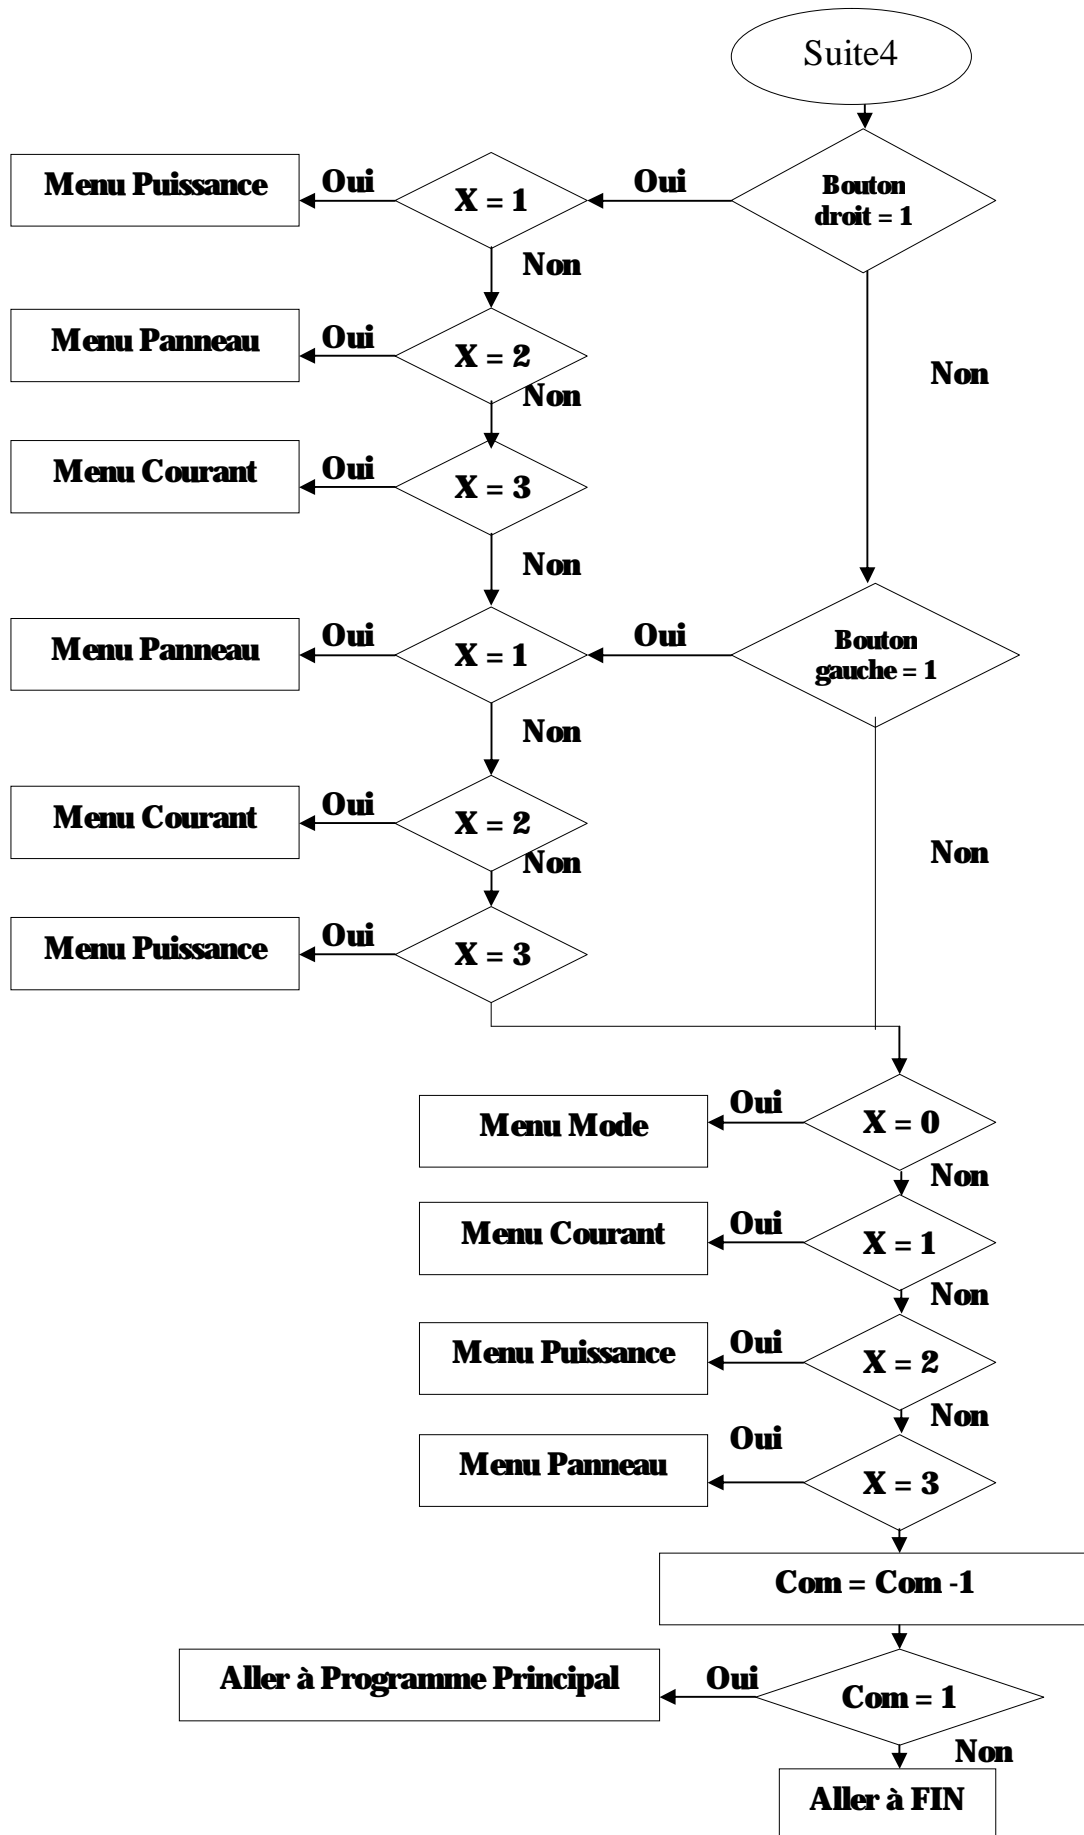 Suite4
Menu Puissance
Oui
X = 1
Oui
Bouton
droit = 1
Non
Menu Panneau
Oui
X = 2
Non
Non
Menu Courant
Oui
X = 3
Non
Menu Panneau
Oui
X = 1
Oui
Bouton
gauche = 1
Non
Menu Courant
Oui
X = 2
Non
Non
Menu Puissance
Oui
X = 3
Menu Mode
Oui
X = 0
Non
Menu Courant
Oui
X = 1
Non
Menu Puissance
Oui
X = 2
Non
Menu Panneau
Oui
X = 3
Com = Com -1
Aller à Programme Principal
Oui
Com = 1
Non
Aller à FIN